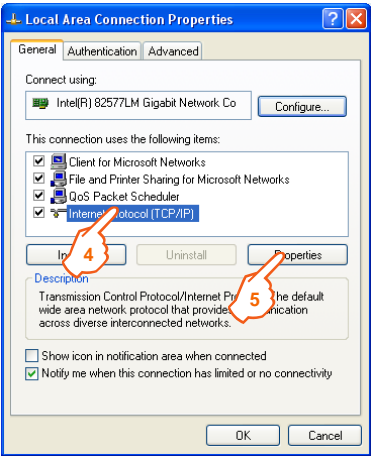 Local Area Connection Properties
General Authentication Advanced
Connect using:
Intel(R) 82577LM Gigabit Network Co
Configure...
This connection uses the following items:
Client for Microsoft Networks
File and Printer Sharing for Microsoft Networks
QoS Packet Scheduler
Internet Protocol (TCP/IP)
4
Uninstall
Properties
5
Description
Transmission Control Protocol/Internet he default
wide area network protocol that provides
across diverse interconnected networks.
Show icon in notification area when connected
Notify me when this connection has limited or no connectivity
OK Cancel